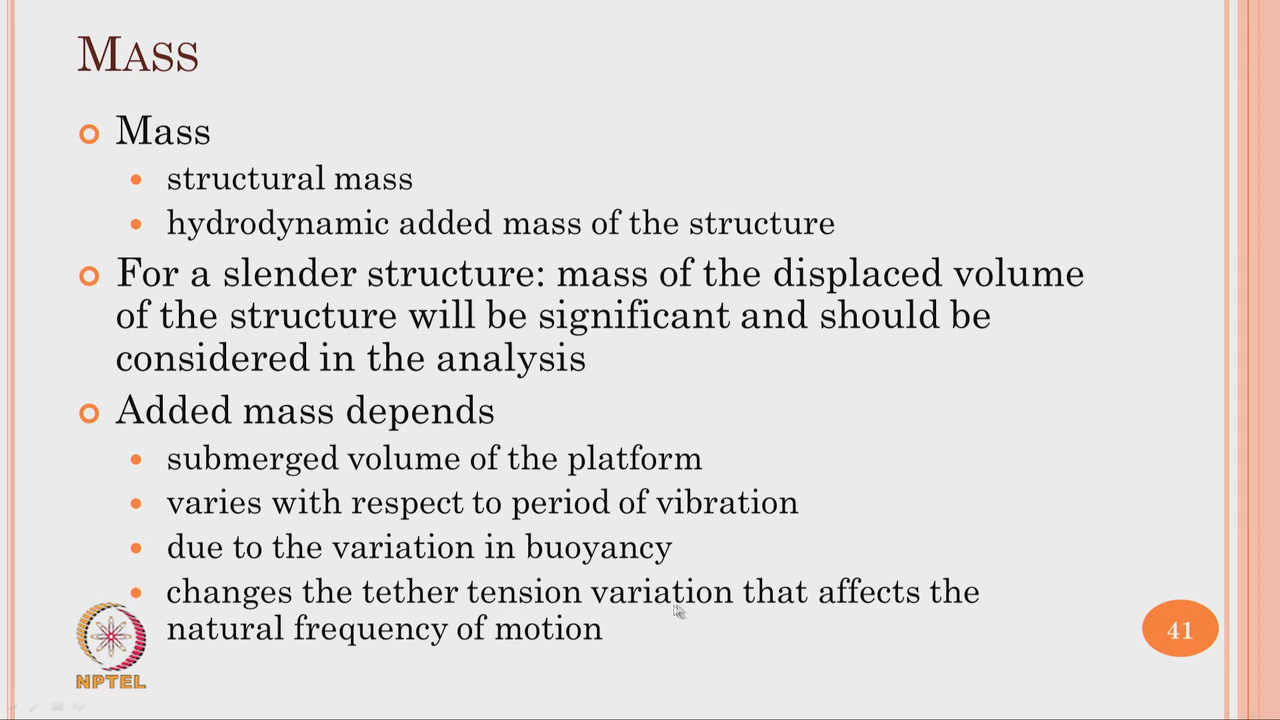 MASS
Mass
structural mass
hydrodynamic added mass of the structure
For a slender structure: mass of the displaced volume
of the structure will be significant and should be
considered in the analysis
Added mass depends
submerged volume of the platform
varies with respect to period of vibration
due to the variation in buoyancy
changes the tether tension variation that affects the
natural frequency of motion
41
NPTEL